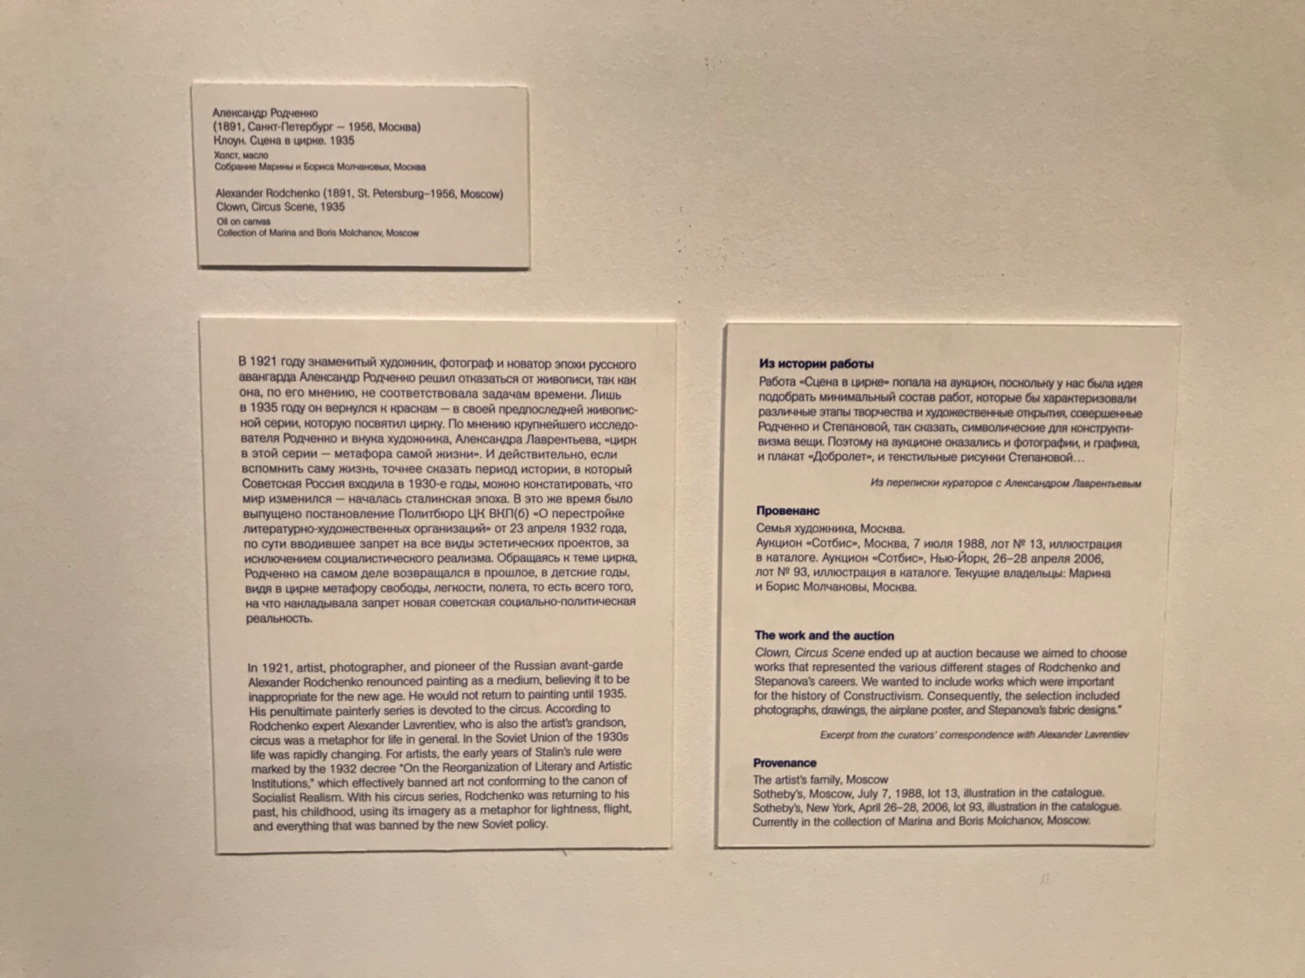 Александр Родченко
(1891, Санкт-Петербург – 1956, Москва)
Клоун. Сцена в цирке. 1935
Холст, масло
Собрание Марины и Бориса Молчановых, Москва
Alexander Rodchenko (1891, St. Petersburg–1956, Moscow)
Clown, Circus Scene, 1935
Oil on canvas
Collection of Marina and Boris Molchanov, Moscow
В 1921 году знаменитый художник, фотограф и новатор эпохи русского
авангарда Александр Родченко решил отказаться от живописи, так как
она, по его мнению, не соответствовала задачам времени. Лишь
в 1935 году он вернулся к краскам — в своей предпоследней живопис-
ной серии, которую посвятил цирку. По мнению крупнейшего исследо-
вателя Родченко и внука художника, Александра Лаврентьева, «цирк
в этой серии — метафора самой жизни». И действительно, если
вспомнить саму жизнь, точнее сказать период истории, в который
Советская Россия входила в 1930-е годы, можно констатировать, что
мир изменился — началась сталинская эпоха. В это же время было
выпущено постановление Политбюро ЦК ВКП(б) «О перестройке
литературно-художественных организаций» от 23 апреля 1932 года,
по сути вводившее запрет на все виды эстетических проектов, за
исключением социалистического реализма. Обращаясь к теме цирка,
Родченко на самом деле возвращался в прошлое, в детские годы,
видя в цирке метафору свободы, легкости, полета, то есть всего того,
на что накладывала запрет новая советская социально-политическая
реальность.
In 1921, artist, photographer, and pioneer of the Russian avant-garde
Alexander Rodchenko renounced painting as a medium, believing it to be
inappropriate for the new age. He would not return to painting until 1935.
His penultimate painterly series is devoted to the circus. According to
Rodchenko expert Alexander Lavrentiev, who is also the artist's grandson,
circus was a metaphor for life in general. In the Soviet Union of the 1930s
life was rapidly changing. For artists, the early years of Stalin's rule were
marked by the 1932 decree "On the Reorganization of Literary and Artistic
Institutions," which effectively banned art not conforming to the canon of
Socialist Realism. With his circus series, Rodchenko was returning to his
past, his childhood, using its imagery as a metaphor for lightness, flight,
and everything that was banned by the new Soviet policy.
Из истории работы
Работа «Сцена в цирке» попала на аукцион, поскольку у нас была идея
подобрать минимальный состав работ, которые бы характеризовали
различные этапы творчества и художественные открытия, совершенные
Родченко и Степановой, так сказать, символические для конструкти-
визма вещи. Поэтому на аукционе оказались и фотографии, и графика,
и плакат «Добролет», и текстильные рисунки Степановой...
Из переписки кураторов с Александром Лаврентьевым
Провенанс
Семья художника, Москва.
Аукцион «Сотбис», Москва, 7 июля 1988, лот № 13, иллюстрация
в каталоге. Аукцион «Сотбис», Нью-Йорк, 26–28 апреля 2006,
лот № 93, иллюстрация в каталоге. Текущие владельцы: Марина
и Борис Молчановы, Москва.
The work and the auction
Clown, Circus Scene ended up at auction because we aimed to choose
works that represented the various different stages of Rodchenko and
Stepanova's careers. We wanted to include works which were important
for the history of Constructivism. Consequently, the selection included
photographs, drawings, the airplane poster, and Stepanova's fabric designs."
Excerpt from the curators' correspondence with Alexander Lavrentiev
Provenance
The artist's family, Moscow
Sotheby's, Moscow, July 7, 1988, lot 13, illustration in the catalogue.
Sotheby's, New York, April 26–28, 2006, lot 93, illustration in the catalogue.
Currently in the collection of Marina and Boris Molchanov, Moscow.